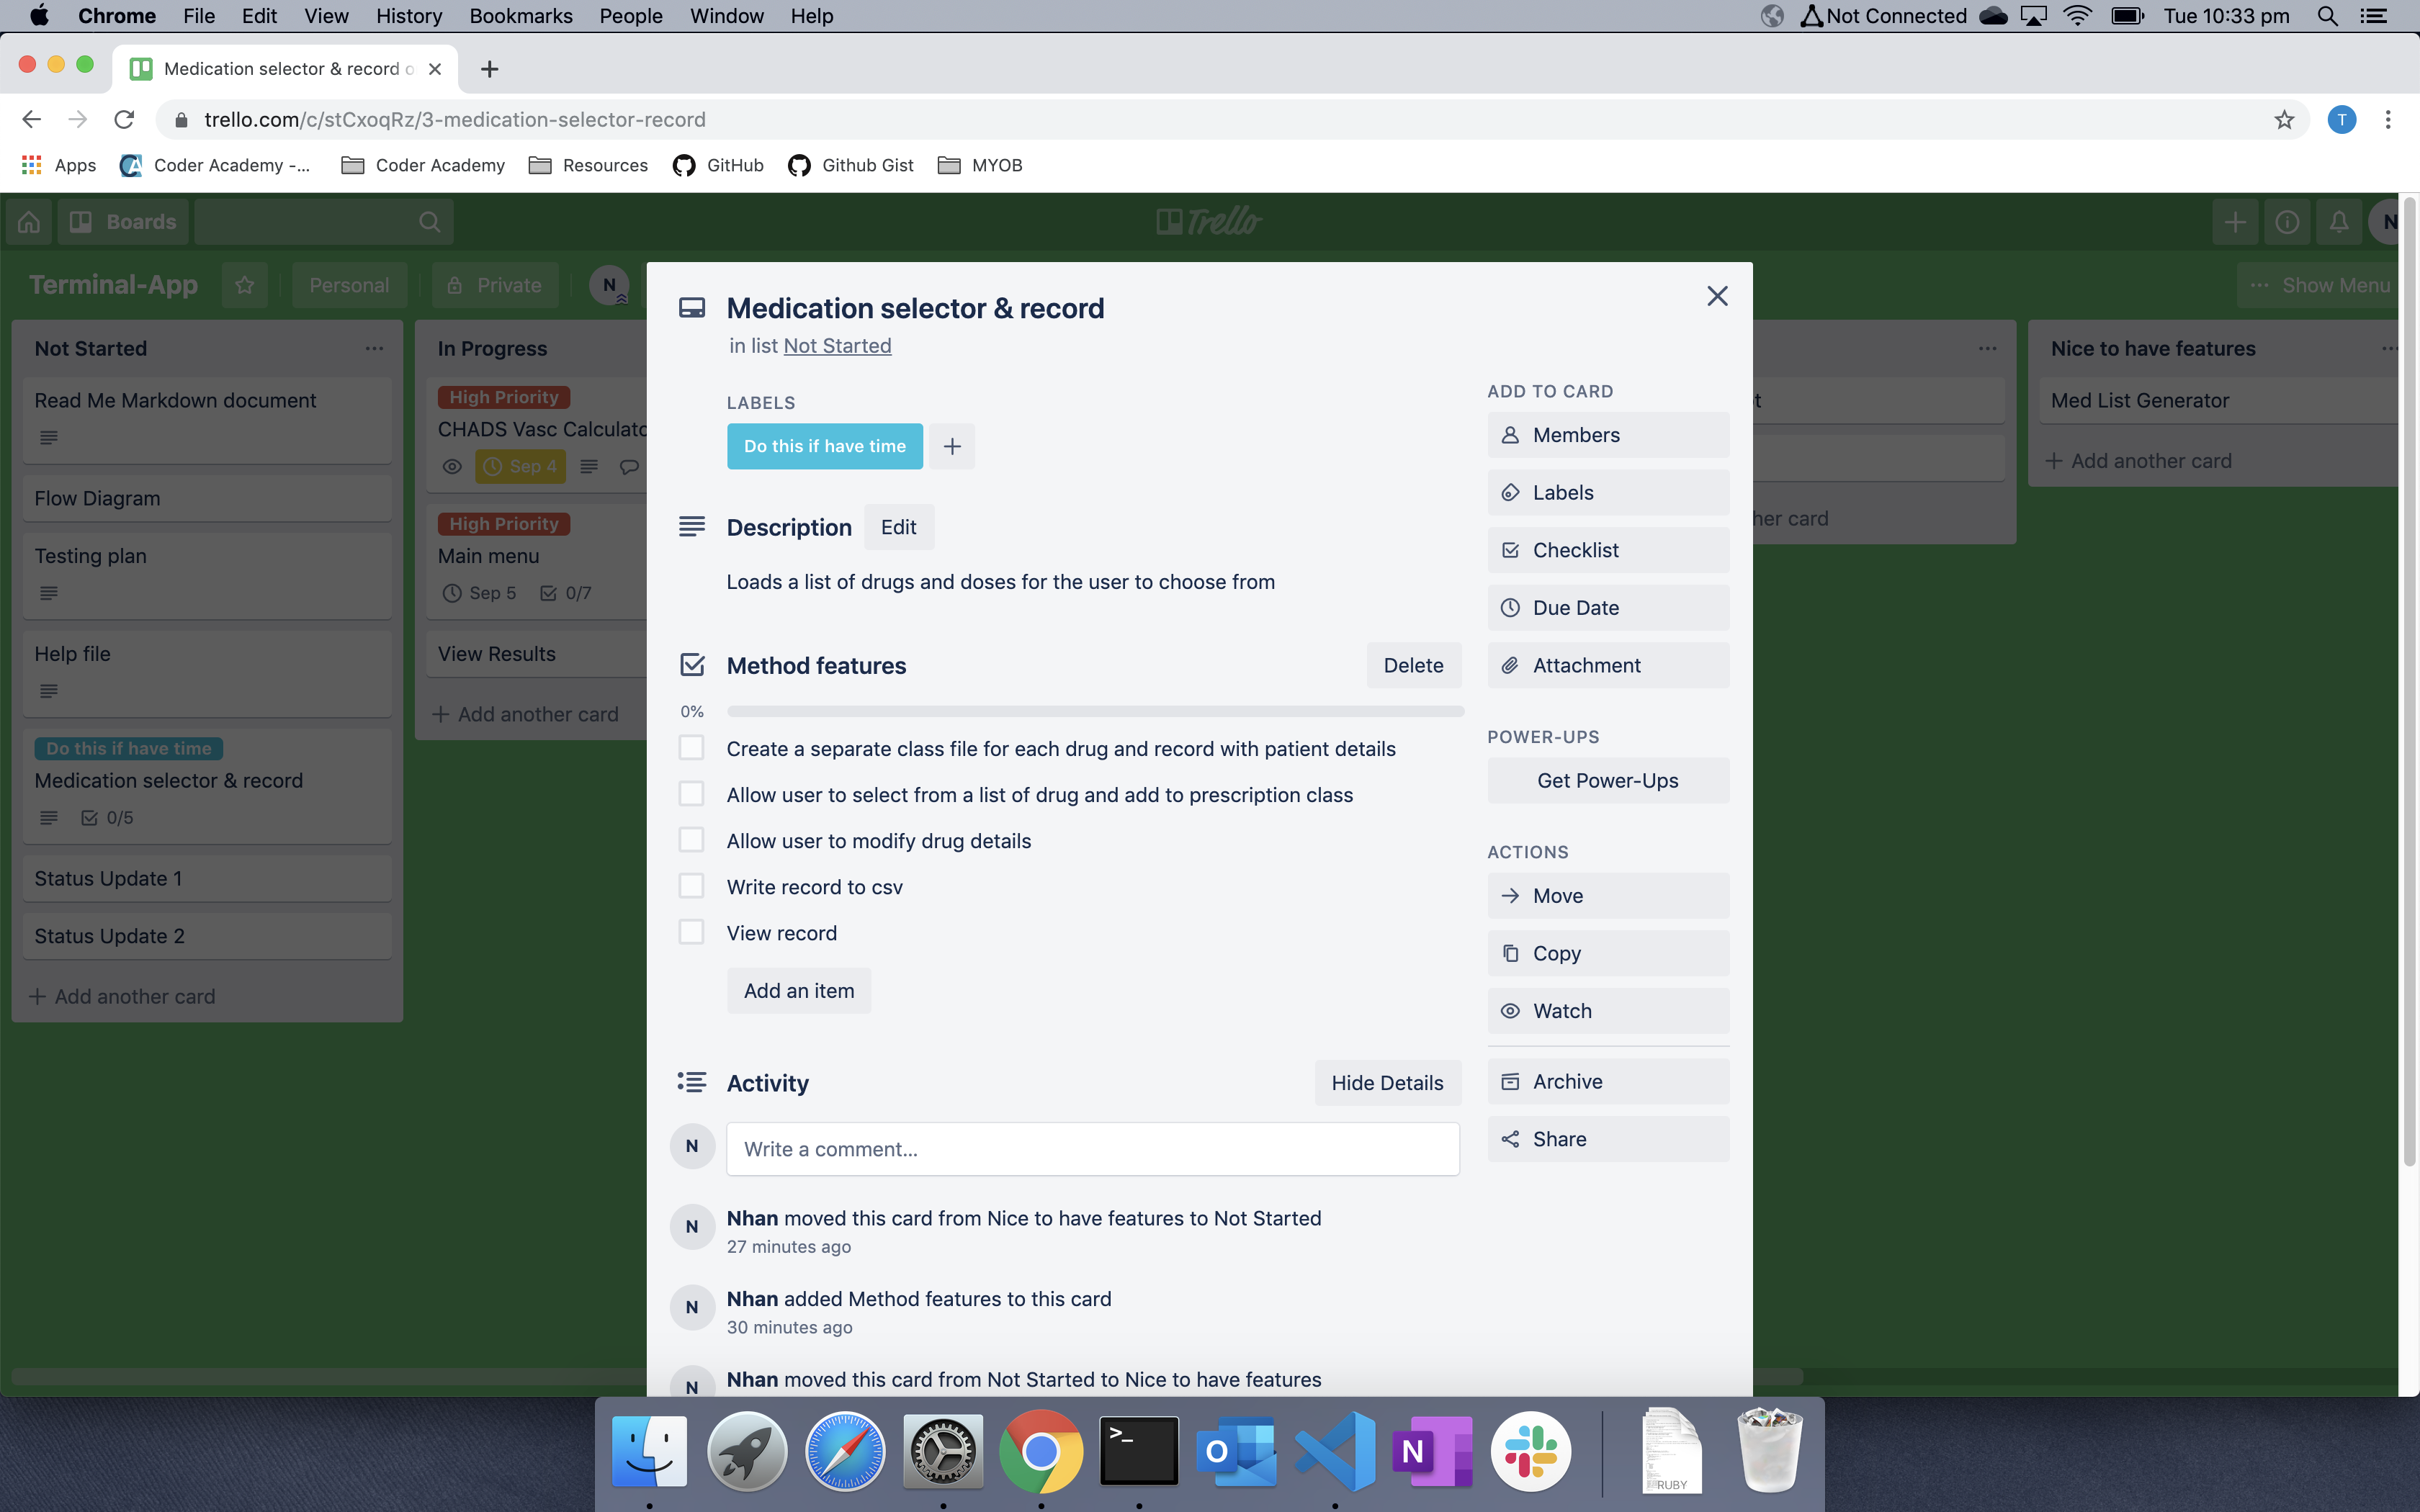 Chrome File Edit View History Bookmarks People Window Help Not Connected Tue 10:33 pm
Medication selector & record o
trello.com/c/stCxoqRz/3-medication-selector-record T
Apps Coder Academy -... Coder Academy Resources GitHub Github Gist MYOB
Boards Trello N
Terminal-App Personal Private N Show Menu
Not Started
Read Me Markdown document
Flow Diagram
Testing plan
Help file
Do this if have time
Medication selector & record
0/5
Status Update 1
Status Update 2
+ Add another card
In Progress
High Priority
CHADS Vasc Calculato
Sep 4
High Priority
Main menu
Sep 5 0/7
View Results
+ Add another card
Medication selector & record
in list Not Started
LABELS
Do this if have time +
Description Edit
Loads a list of drugs and doses for the user to choose from
Method features Delete
0%
Create a separate class file for each drug and record with patient details
Allow user to select from a list of drug and add to prescription class
Allow user to modify drug details
Write record to csv
View record
Add an item
Activity Hide Details
N Write a comment...
N Nhan moved this card from Nice to have features to Not Started
27 minutes ago
N Nhan added Method features to this card
30 minutes ago
N Nhan moved this card from Not Started to Nice to have features
ADD TO CARD
Members
Labels
Checklist
Due Date
Attachment
POWER-UPS
Get Power-Ups
ACTIONS
Move
Copy
Watch
Archive
Share
t
her card
Nice to have features
Med List Generator
+ Add another card
>_ O N RUBY